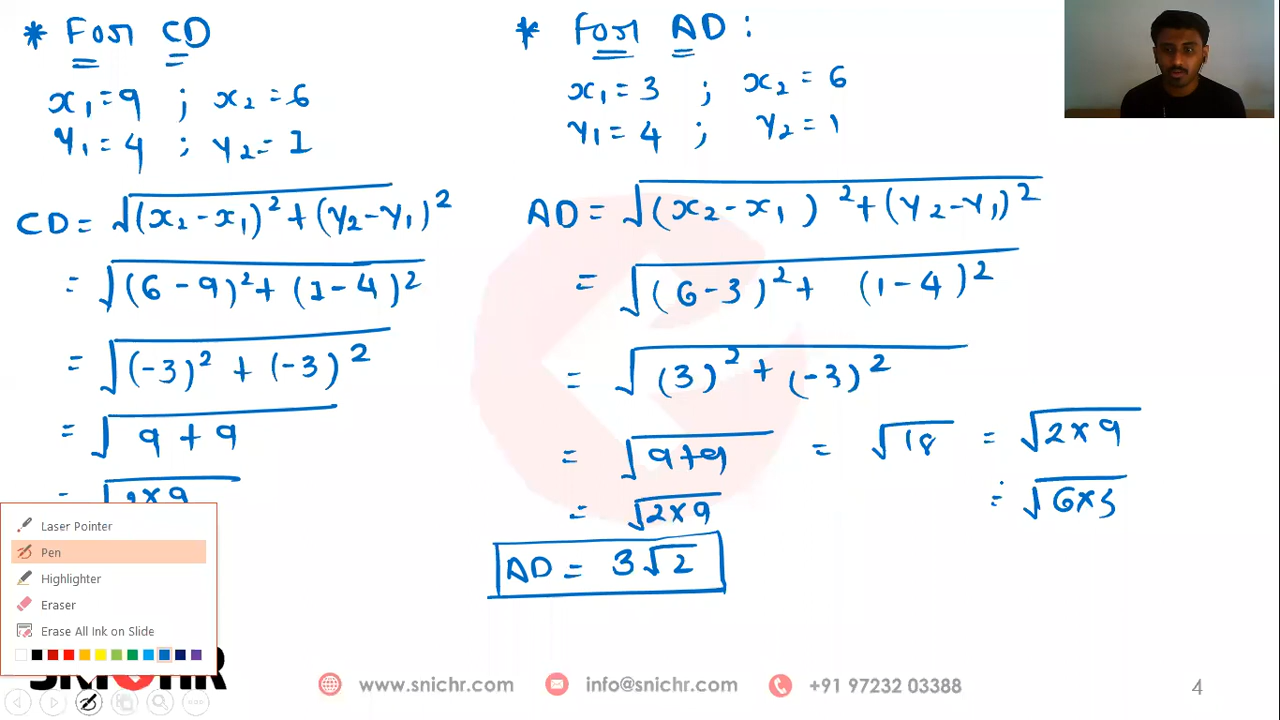 * For CD
x₁=9 ; x₂=6
Y₁=4 ; Y₂=1
CD = √(x₂-x₁)²+(Y₂-Y₁)²
= √(6-9)²+(1-4)²
= √(-3)²+(-3)²
= √9+9
* For AD:
x₁=3 ; x₂=6
Y₁=4 ; Y₂=1
AD = √(x₂-x₁)²+(Y₂-Y₁)²
= √(6-3)²+(1-4)²
= √(3)²+(-3)²
= √9+9 = √18 = √2×9
= √2×9
= √6×3
AD = 3√2
Laser Pointer
Pen
Highlighter
Eraser
Erase All Ink on Slide
www.snichr.com
info@snichr.com
+91 97232 03388
4